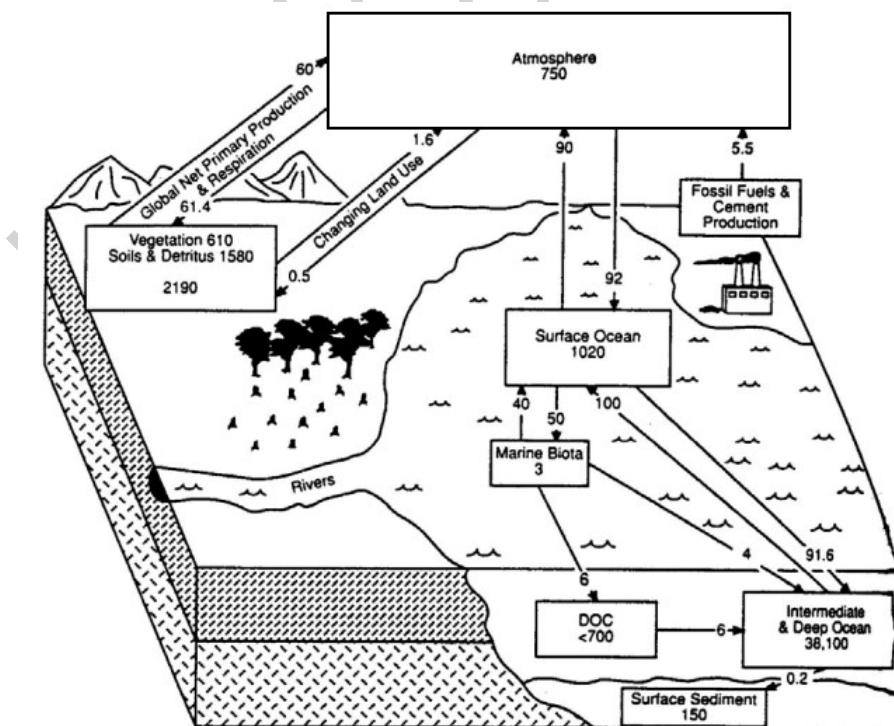 Atmosphere
750
60
Global Net Primary Production
& Respiration
61.4
1.6
Changing Land Use
0.5
90
92
5.5
Fossil Fuels &
Cement
Production
Vegetation 610
Soils & Detritus 1580
2190
Surface Ocean
1020
40
50
100
Marine Biota
3
Rivers
6
4
91.6
DOC
<700
6
Intermediate
& Deep Ocean
38,100
0.2
Surface Sediment
150